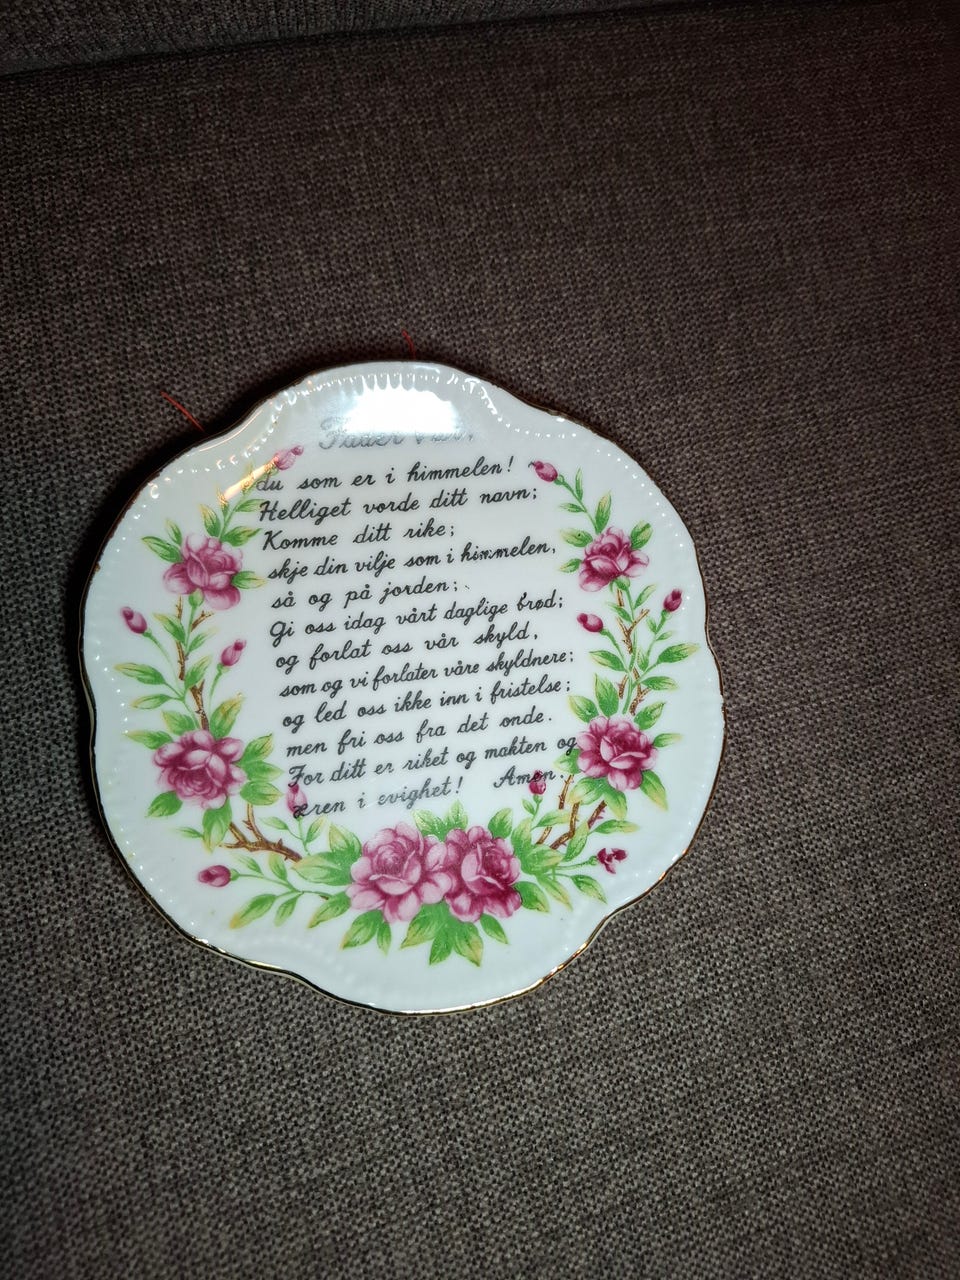 Fader Vår,
du som er i himmelen!
Helliget vorde ditt navn;
Komme ditt rike;
skje din vilje som i himmelen,
så og på jorden;
Gi oss idag vårt daglige brød;
og forlat oss vår skyld,
som og vi forlater våre skyldnere;
og led oss ikke inn i fristelse;
men fri oss fra det onde.
For ditt er riket og makten og
æren i evighet! Amen.